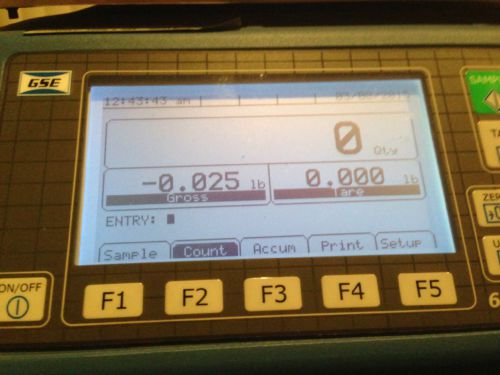 GSE
12:43:43 am
0 Qty
-0.025 lb 0.000 lb
Gross Tare
ENTRY:
Sample Count Accum Print Setup
ON/OFF
F1 F2 F3 F4 F5